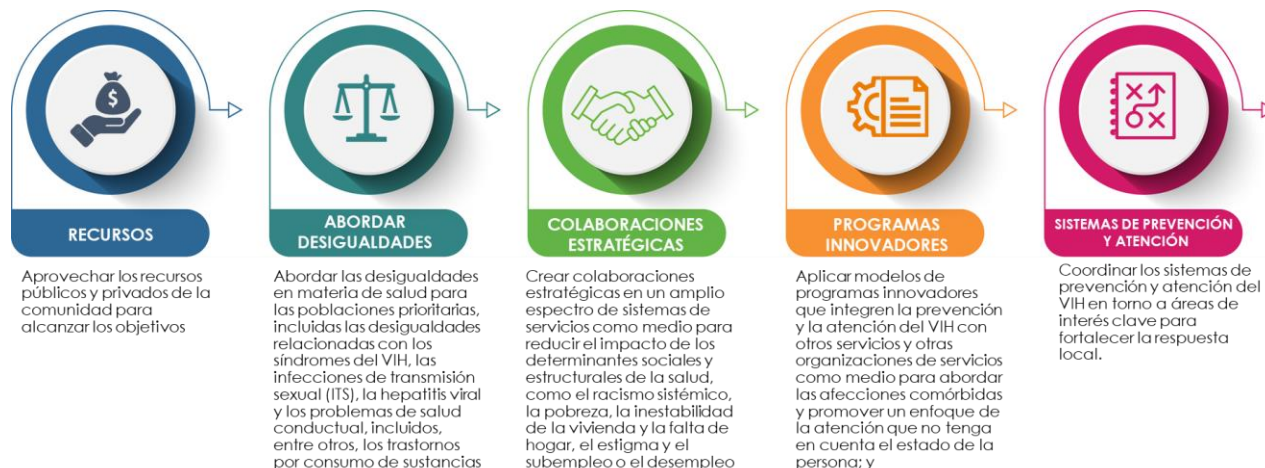 $
RECURSOS
Aprovechar los recursos
públicos y privados de la
comunidad para
alcanzar los objetivos
ABORDAR
DESIGUALDADES
Abordar las desigualdades
en materia de salud para
las poblaciones prioritarias,
incluidas las desigualdades
relacionadas con los
síndromes del VIH, las
infecciones de transmisión
sexual (ITS), la hepatitis viral
y los problemas de salud
conductual, incluidos,
entre otros, los trastornos
por consumo de sustancias
COLABORACIONES
ESTRATÉGICAS
Crear colaboraciones
estratégicas en un amplio
espectro de sistemas de
servicios como medio para
reducir el impacto de los
determinantes sociales y
estructurales de la salud,
como el racismo sistémico,
la pobreza, la inestabilidad
de la vivienda y la falta de
hogar, el estigma y el
subempleo o el desempleo
PROGRAMAS
INNOVADORES
Aplicar modelos de
programas innovadores
que integren la prevención
y la atención del VIH con
otros servicios y otras
organizaciones de servicios
como medio para abordar
las afecciones comórbidas
y promover un enfoque de
la atención que no tenga
en cuenta el estado de la
persona; y
SISTEMAS DE PREVENCIÓN
Y ATENCIÓN
Coordinar los sistemas de
prevención y atención del
VIH en torno a áreas de
interés clave para
fortalecer la respuesta
local.